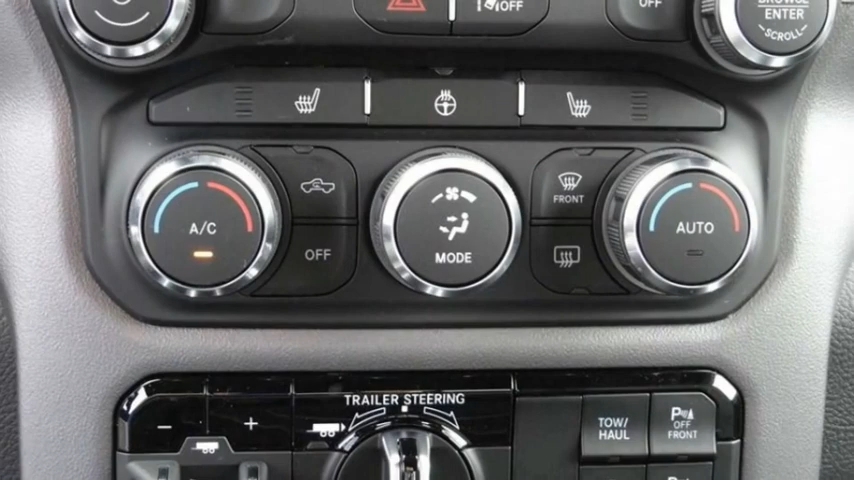 OFF
OFF
BROWSE
ENTER
SCROLL
A/C
OFF
MODE
FRONT
AUTO
TRAILER STEERING
- +
TOW/
HAUL
P
OFF
FRONT
P